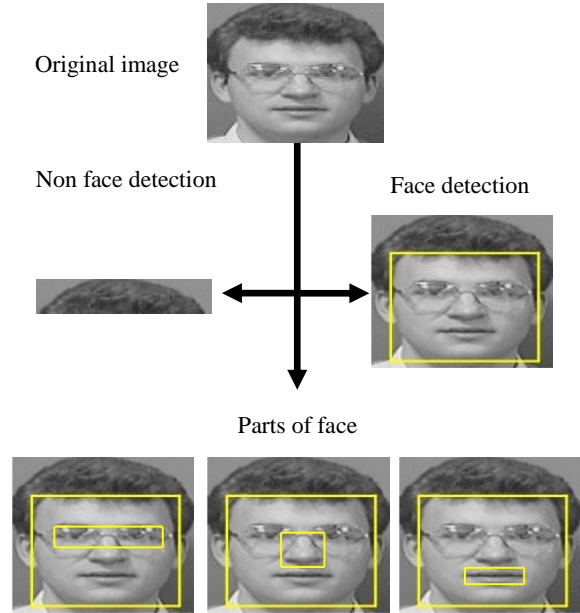 Original image
Non face detection
Face detection
Parts of face